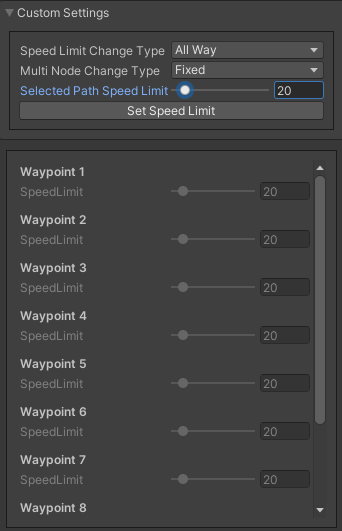 Custom Settings
Speed Limit Change Type All Way
Multi Node Change Type Fixed
Selected Path Speed Limit 20
Set Speed Limit
Waypoint 1
SpeedLimit 20
Waypoint 2
SpeedLimit 20
Waypoint 3
SpeedLimit 20
Waypoint 4
SpeedLimit 20
Waypoint 5
SpeedLimit 20
Waypoint 6
SpeedLimit 20
Waypoint 7
SpeedLimit 20
Waypoint 8